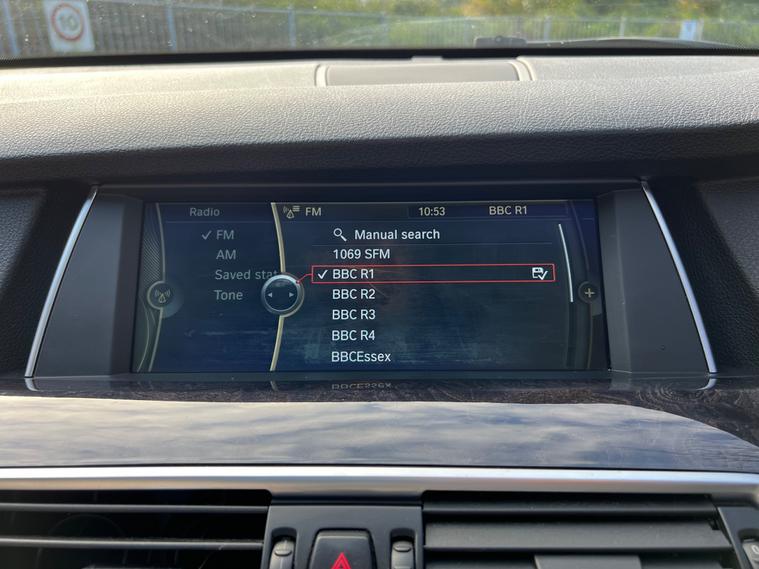 10
Radio
FM 10:53 BBC R1
FM
AM
Saved stat
Tone
Manual search
1069 SFM
BBC R1
BBC R2
BBC R3
BBC R4
BBCEssex